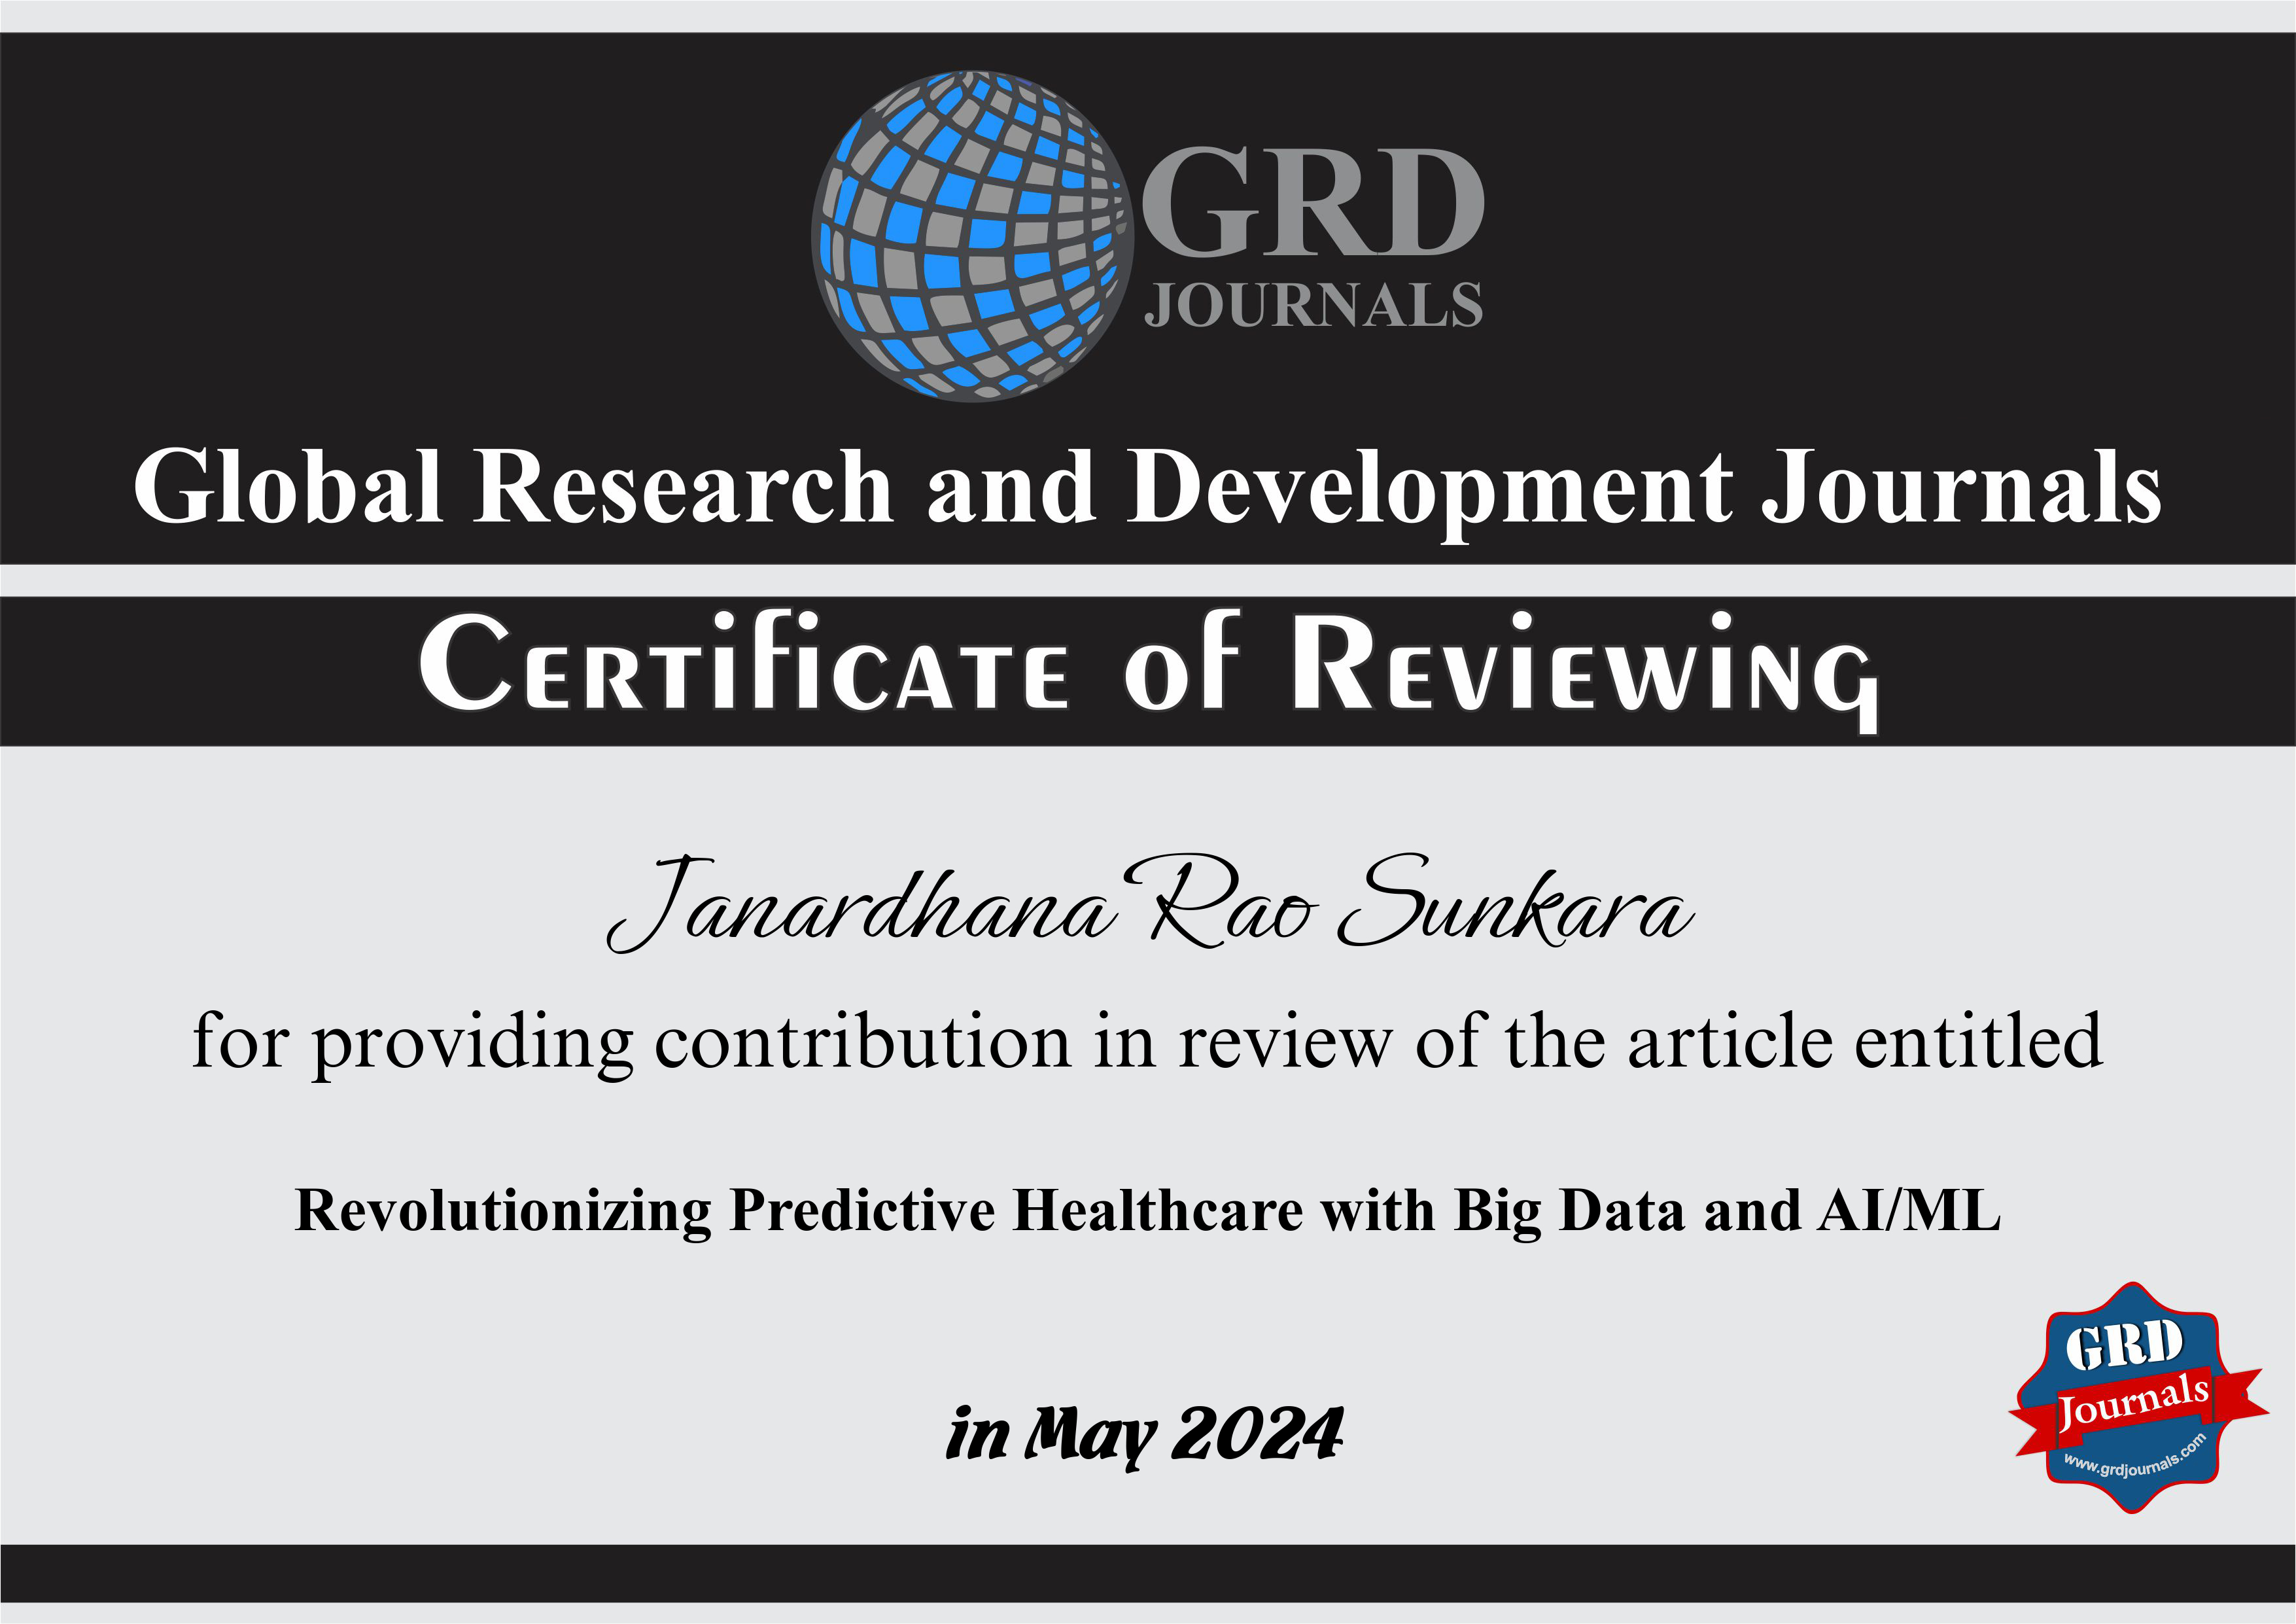 GRD
JOURNALS
Global Research and Development Journals
Certificate of Reviewing
Janardhana Rao Sunkara
for providing contribution in review of the article entitled
Revolutionizing Predictive Healthcare with Big Data and AI/ML
in May 2024
GRD
Journals
www.grdjournals.com